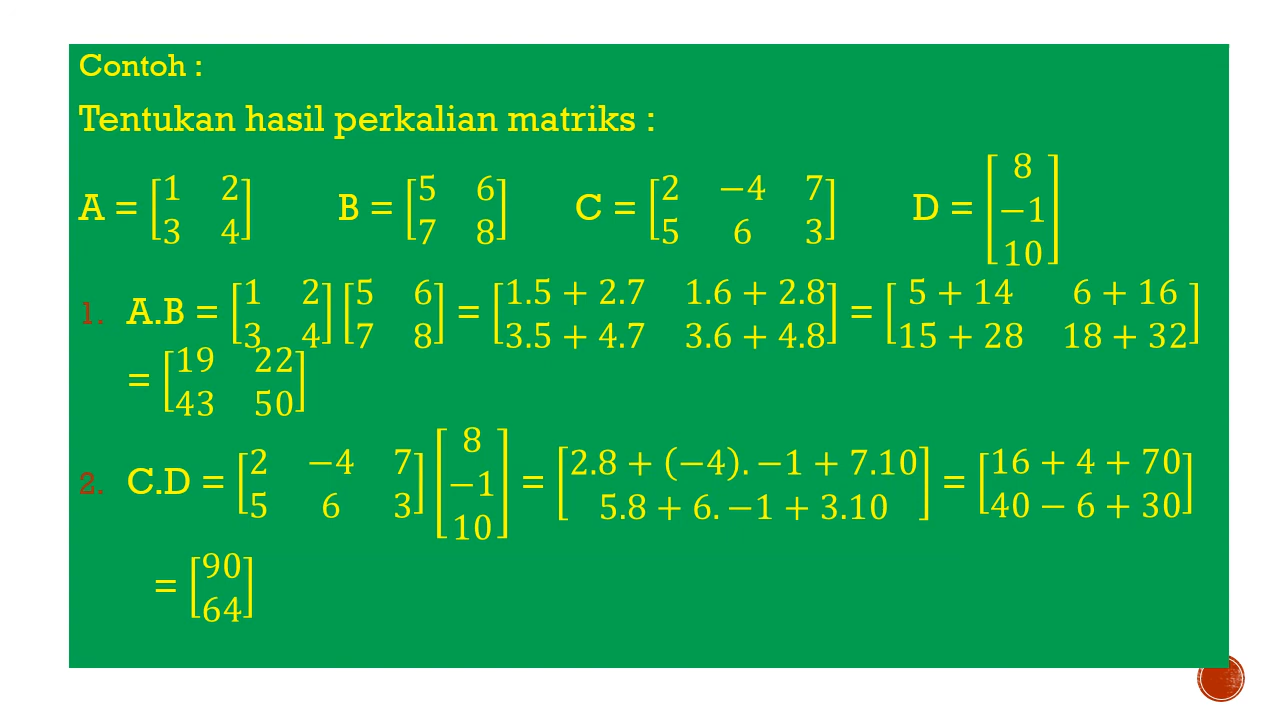 Contoh :
Tentukan hasil perkalian matriks :
A = [1 2; 3 4] B = [5 6; 7 8] C = [2 −4 7; 5 6 3] D = [8; −1; 10]
1. A.B = [1 2; 3 4] [5 6; 7 8] = [1.5 + 2.7 1.6 + 2.8; 3.5 + 4.7 3.6 + 4.8] = [5 + 14 6 + 16; 15 + 28 18 + 32]
= [19 22; 43 50]
2. C.D = [2 −4 7; 5 6 3] [8; −1; 10] = [2.8 + (−4). −1 + 7.10; 5.8 + 6. −1 + 3.10] = [16 + 4 + 70; 40 − 6 + 30]
= [90; 64]